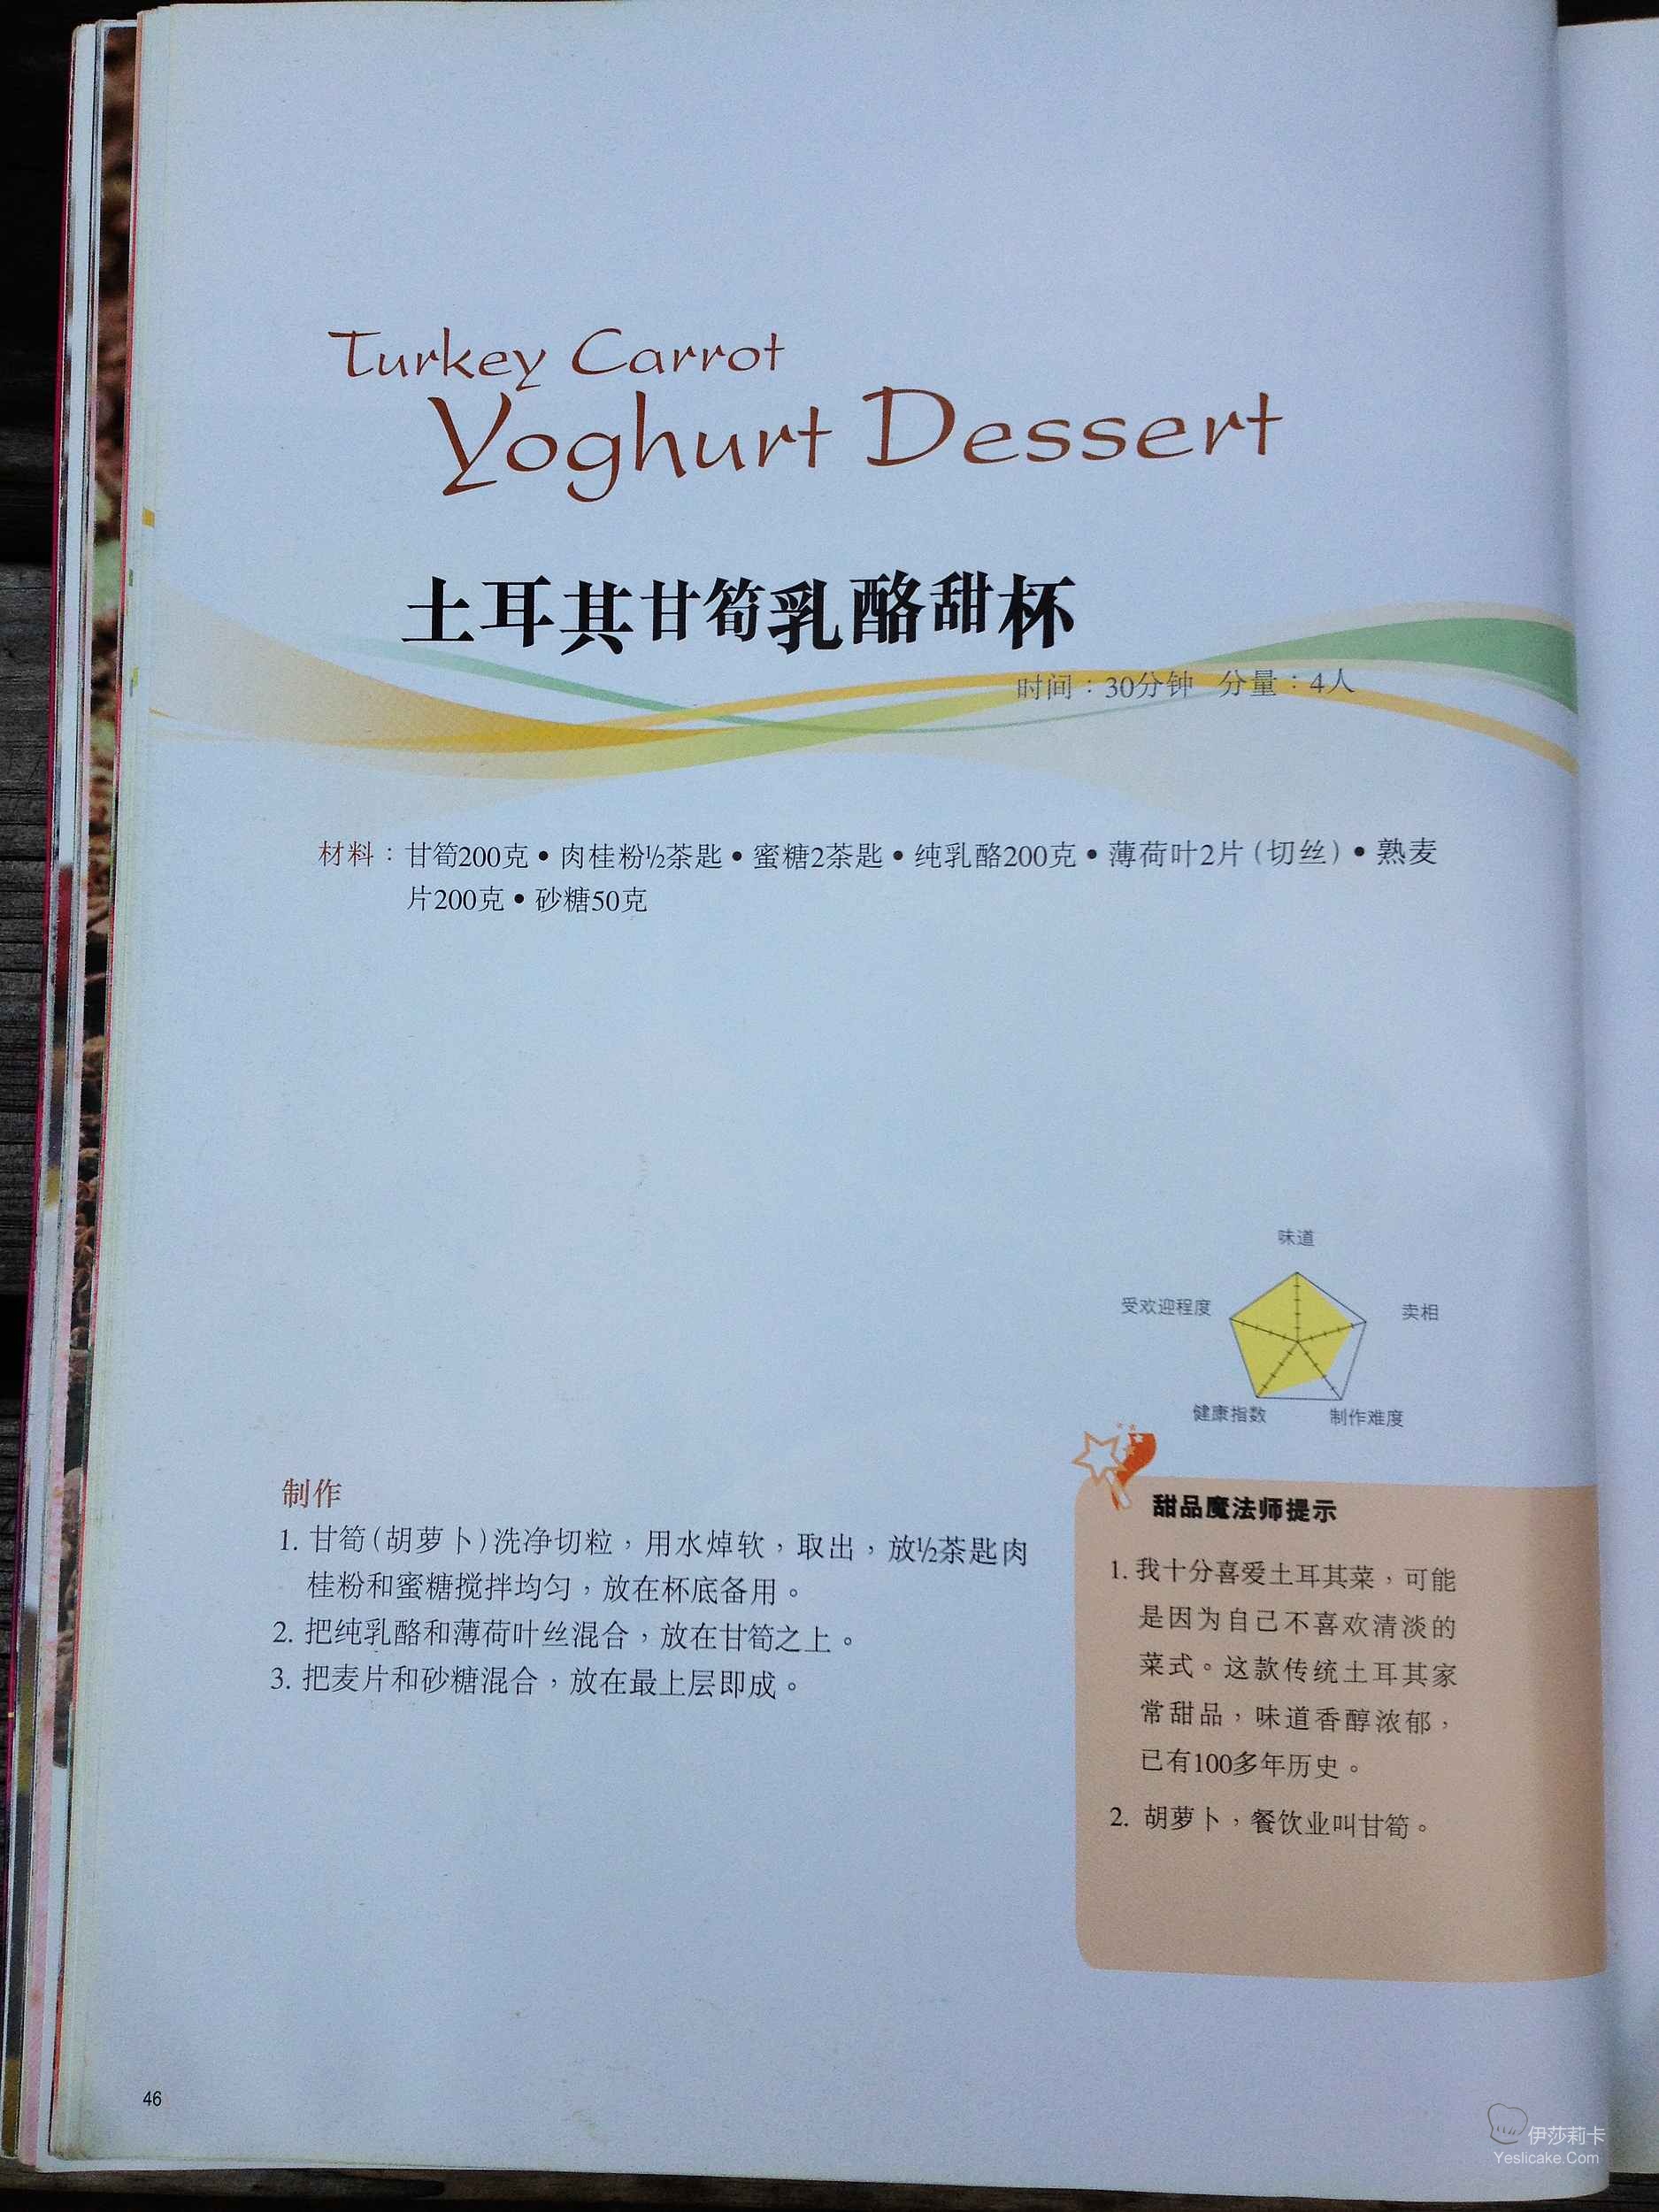 Turkey Carrot
Yoghurt Dessert
土耳其甘筍乳酪甜杯
时间：30分钟 分量：4人
材料：甘筍200克•肉桂粉½茶匙•蜜糖2茶匙•纯乳酪200克•薄荷叶2片(切丝)•熟麦
片200克•砂糖50克
味道
受欢迎程度
卖相
健康指数
制作难度
制作
1. 甘筍(胡萝卜)洗净切粒，用水焯软，取出，放½茶匙肉
桂粉和蜜糖搅拌均匀，放在杯底备用。
2. 把纯乳酪和薄荷叶丝混合，放在甘筍之上。
3. 把麦片和砂糖混合，放在最上层即成。
甜品魔法师提示
1. 我十分喜爱土耳其菜，可能
是因为自己不喜欢清淡的
菜式。这款传统土耳其家
常甜品，味道香醇浓郁，
已有100多年历史。
2. 胡萝卜，餐饮业叫甘筍。
46
伊莎莉卡
Yeslicake.Com